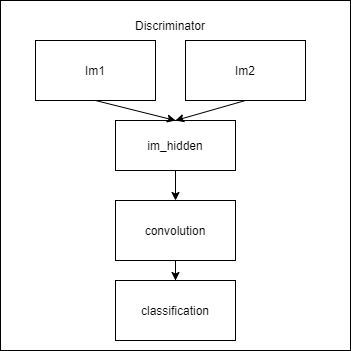 Discriminator
Im1
Im2
im_hidden
convolution
classification